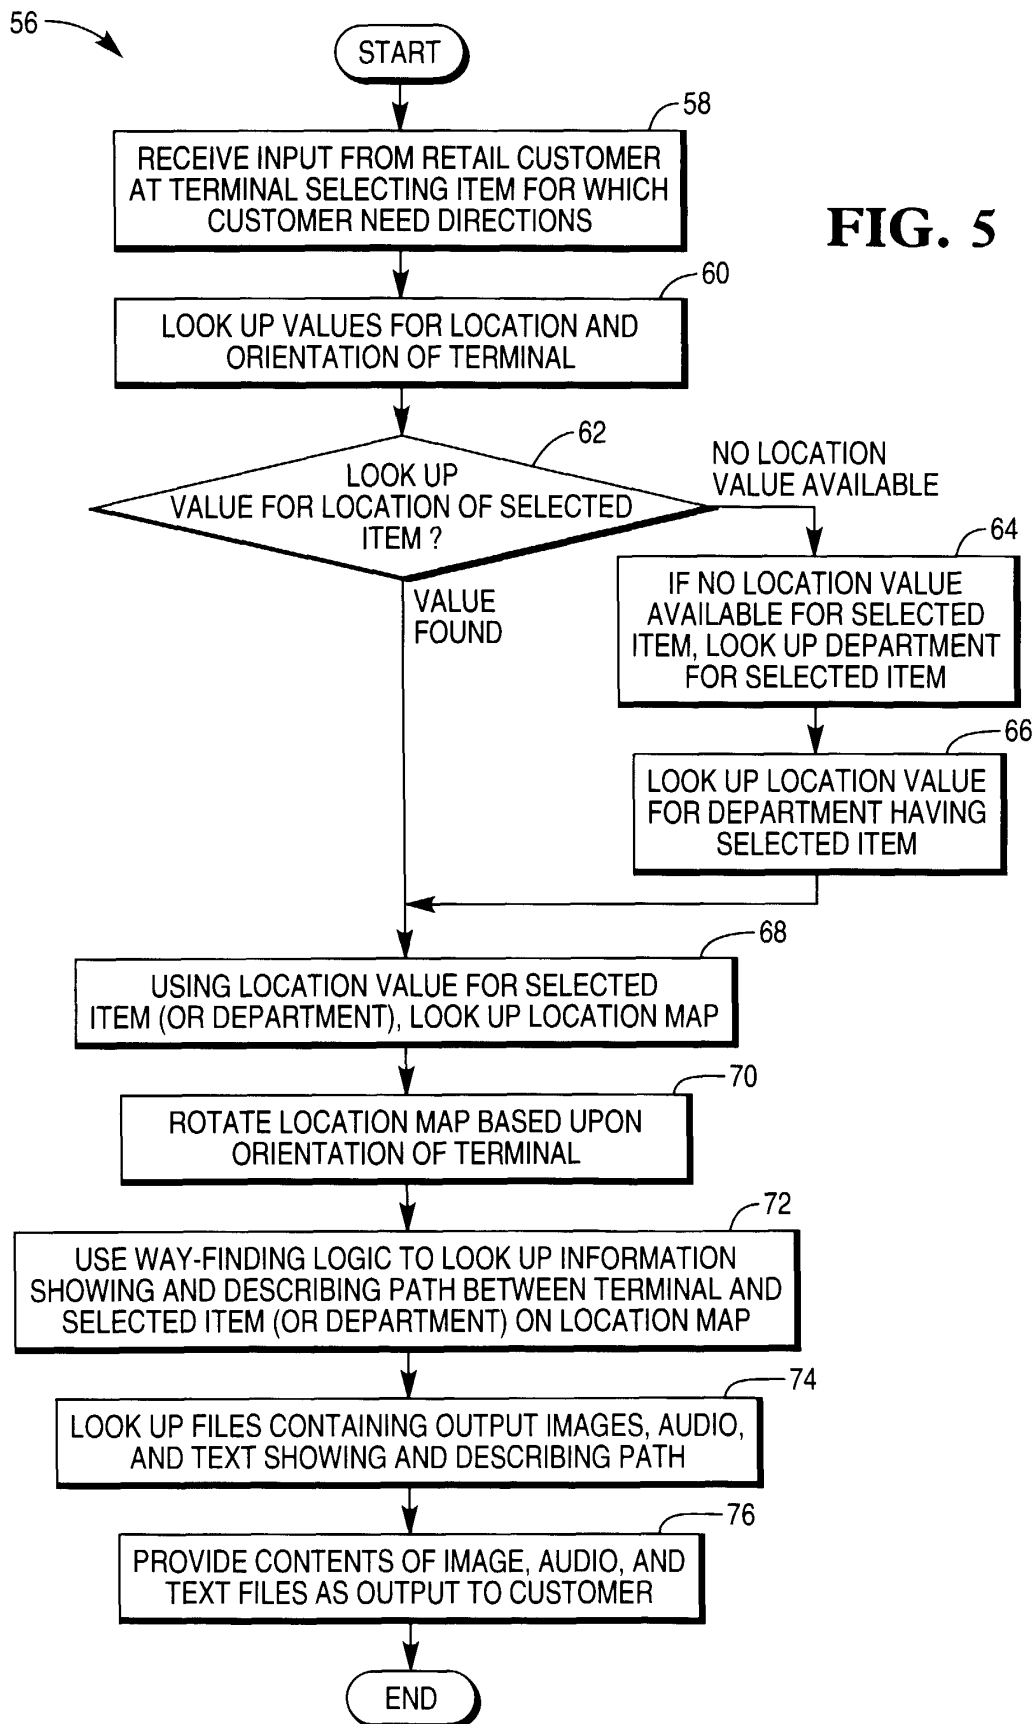 56
START
58
RECEIVE INPUT FROM RETAIL CUSTOMER
AT TERMINAL SELECTING ITEM FOR WHICH
CUSTOMER NEED DIRECTIONS
FIG. 5
60
LOOK UP VALUES FOR LOCATION AND
ORIENTATION OF TERMINAL
62
LOOK UP
VALUE FOR LOCATION OF SELECTED
ITEM ?
NO LOCATION
VALUE AVAILABLE
VALUE
FOUND
64
IF NO LOCATION VALUE
AVAILABLE FOR SELECTED
ITEM, LOOK UP DEPARTMENT
FOR SELECTED ITEM
66
LOOK UP LOCATION VALUE
FOR DEPARTMENT HAVING
SELECTED ITEM
68
USING LOCATION VALUE FOR SELECTED
ITEM (OR DEPARTMENT), LOOK UP LOCATION MAP
70
ROTATE LOCATION MAP BASED UPON
ORIENTATION OF TERMINAL
72
USE WAY-FINDING LOGIC TO LOOK UP INFORMATION
SHOWING AND DESCRIBING PATH BETWEEN TERMINAL AND
SELECTED ITEM (OR DEPARTMENT) ON LOCATION MAP
74
LOOK UP FILES CONTAINING OUTPUT IMAGES, AUDIO,
AND TEXT SHOWING AND DESCRIBING PATH
76
PROVIDE CONTENTS OF IMAGE, AUDIO, AND
TEXT FILES AS OUTPUT TO CUSTOMER
END